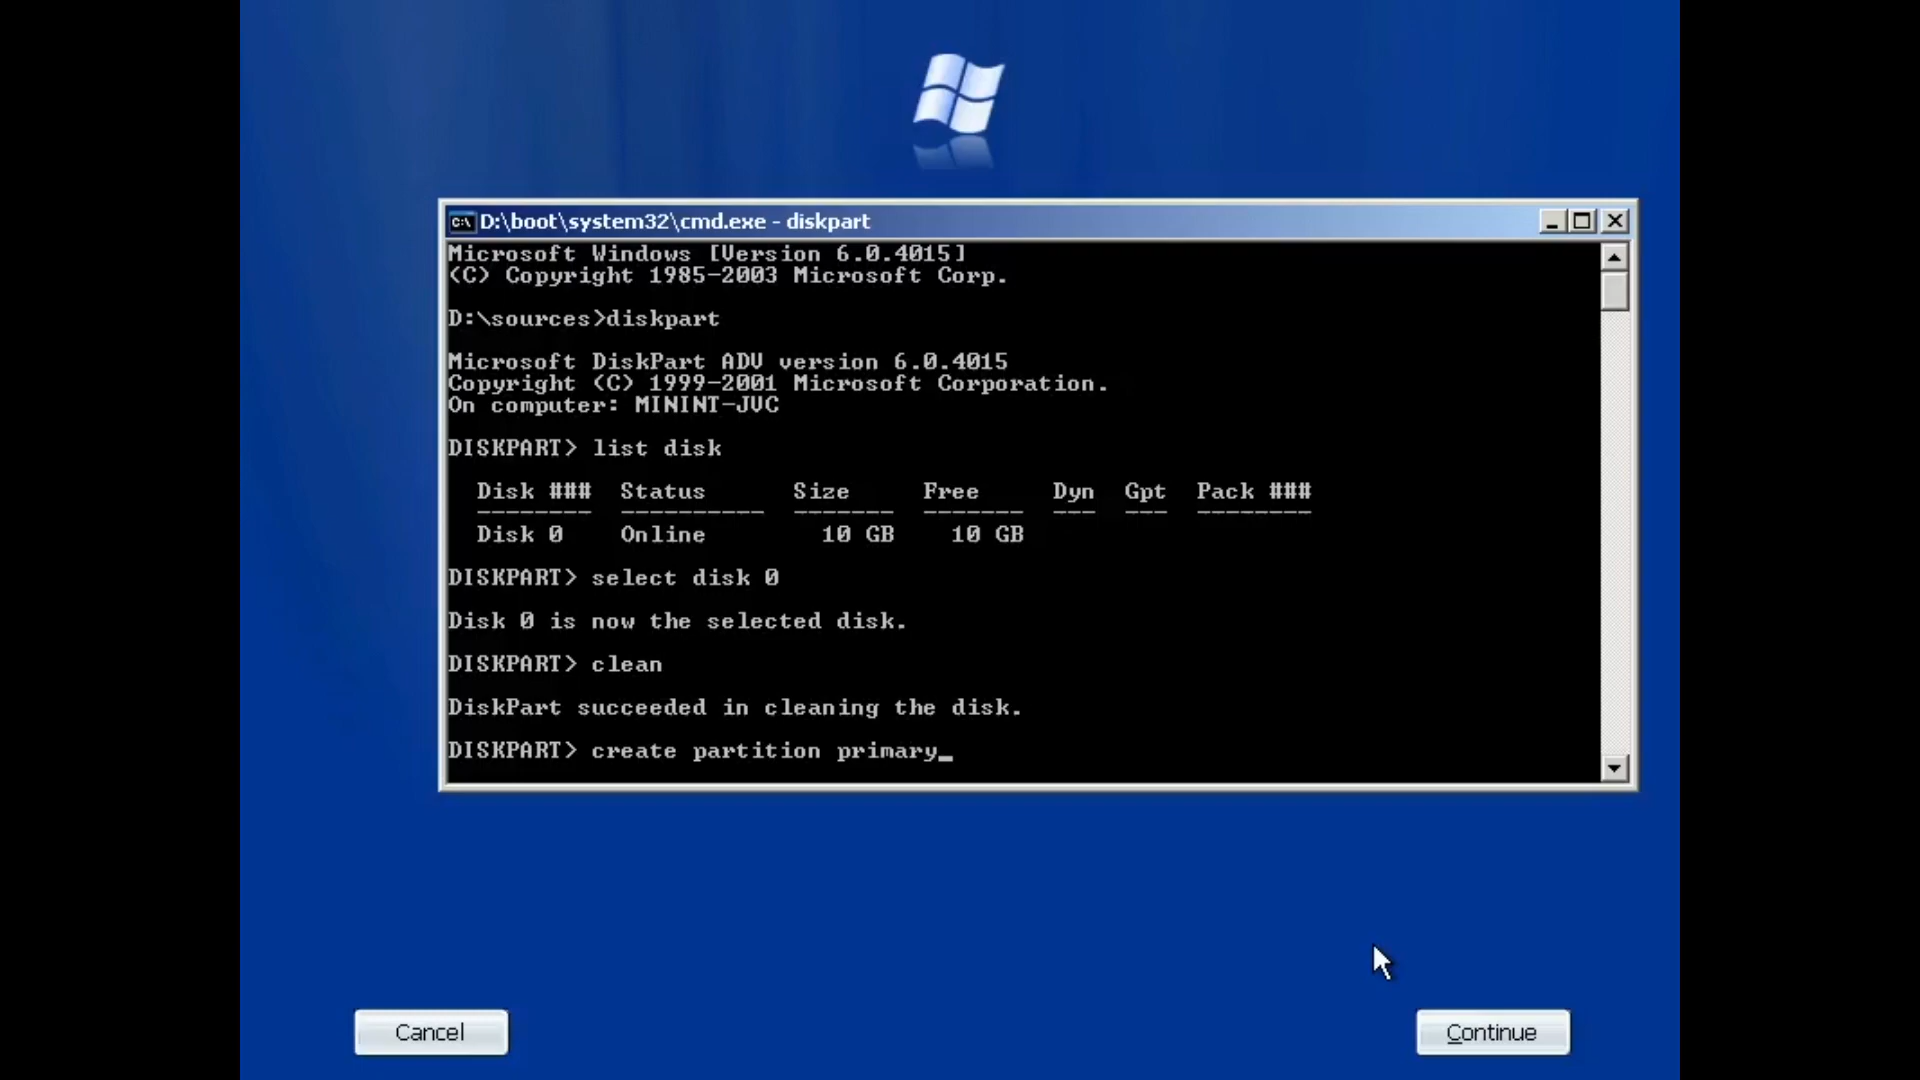 D:\boot\system32\cmd.exe - diskpart
Microsoft Windows [Version 6.0.4015]
(C) Copyright 1985-2003 Microsoft Corp.
D:\sources>diskpart
Microsoft DiskPart ADV version 6.0.4015
Copyright (C) 1999-2001 Microsoft Corporation.
On computer: MININT-JVC
DISKPART> list disk
Disk ### Status Size Free Dyn Gpt Pack ###
-------- ---------- ------- ------- --- --- --------
Disk 0 Online 10 GB 10 GB
DISKPART> select disk 0
Disk 0 is now the selected disk.
DISKPART> clean
DiskPart succeeded in cleaning the disk.
DISKPART> create partition primary_
Cancel
Continue